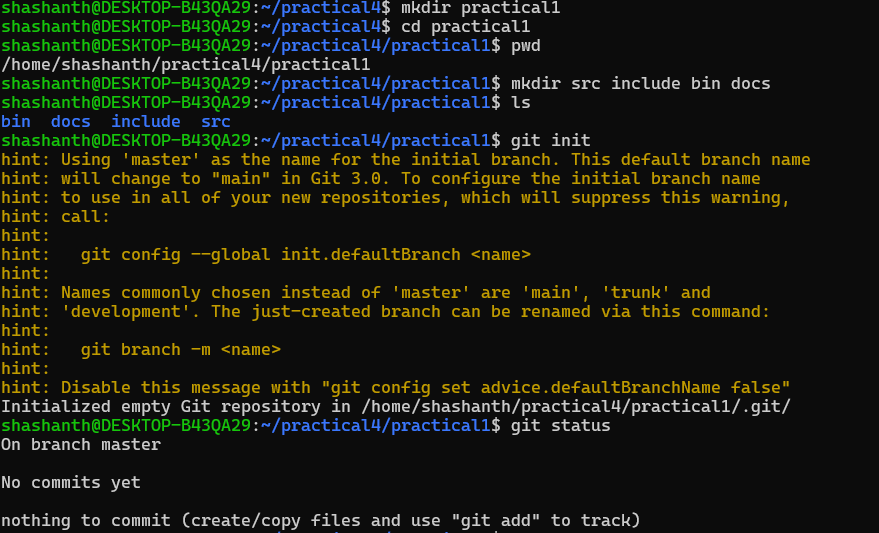 shashanth@DESKTOP-B43QA29:~/practical4$ mkdir practical1
shashanth@DESKTOP-B43QA29:~/practical4$ cd practical1
shashanth@DESKTOP-B43QA29:~/practical4/practical1$ pwd
/home/shashanth/practical4/practical1
shashanth@DESKTOP-B43QA29:~/practical4/practical1$ mkdir src include bin docs
shashanth@DESKTOP-B43QA29:~/practical4/practical1$ ls
bin  docs  include  src
shashanth@DESKTOP-B43QA29:~/practical4/practical1$ git init
hint: Using 'master' as the name for the initial branch. This default branch name
hint: will change to "main" in Git 3.0. To configure the initial branch name
hint: to use in all of your new repositories, which will suppress this warning,
hint: call:
hint:
hint:   git config --global init.defaultBranch <name>
hint:
hint: Names commonly chosen instead of 'master' are 'main', 'trunk' and
hint: 'development'. The just-created branch can be renamed via this command:
hint:
hint:   git branch -m <name>
hint:
hint: Disable this message with "git config set advice.defaultBranchName false"
Initialized empty Git repository in /home/shashanth/practical4/practical1/.git/
shashanth@DESKTOP-B43QA29:~/practical4/practical1$ git status
On branch master
No commits yet
nothing to commit (create/copy files and use "git add" to track)